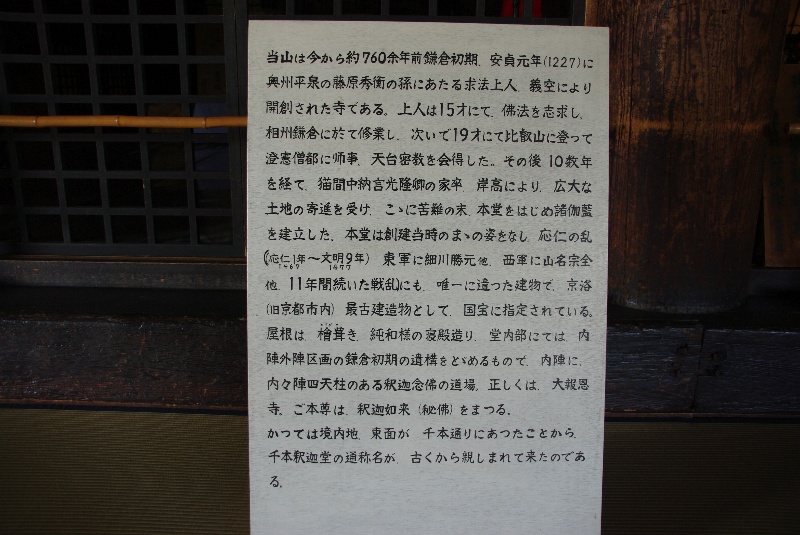 当山は今から約760余年前鎌倉初期、安貞元年(1227)に
奥州平泉の藤原秀衡の孫にあたる求法上人、義空により
開創された寺である。上人は15才にて、佛法を志求し、
相州鎌倉に於て修業し、次いで19才にて比叡山に登って
澄憲僧都に師事、天台密教を会得した。その後 10数年
を経て、猫間中納言光隆卿の家卒、岸高により、広大な
土地の寄進を受け、こゝに苦難の末、本堂をはじめ諸伽藍
を建立した、本堂は創建当時のまゝの姿をなし、応仁の乱
(応仁1年〜文明9年) 東軍に細川勝元他、西軍に山名宗全
1467 1477
他、11年間続いた戦乱にも、唯一に違った建物で、京洛
(旧京都市内) 最古建造物として、国宝に指定されている。
屋根は、檜葺き、純和様の寝殿造り、堂内部にては、内
陣外陣区画の鎌倉初期の遺構をとゞめるもので、内陣に、
内々陣四天柱のある釈迦念佛の道場。正しくは、大報恩
寺。ご本尊は、釈迦如来(秘佛)をまつる。
かつては境内地、東面が、千本通りにあつたことから、
千本釈迦堂の通称名が、古くから親しまれて来たのであ
る。